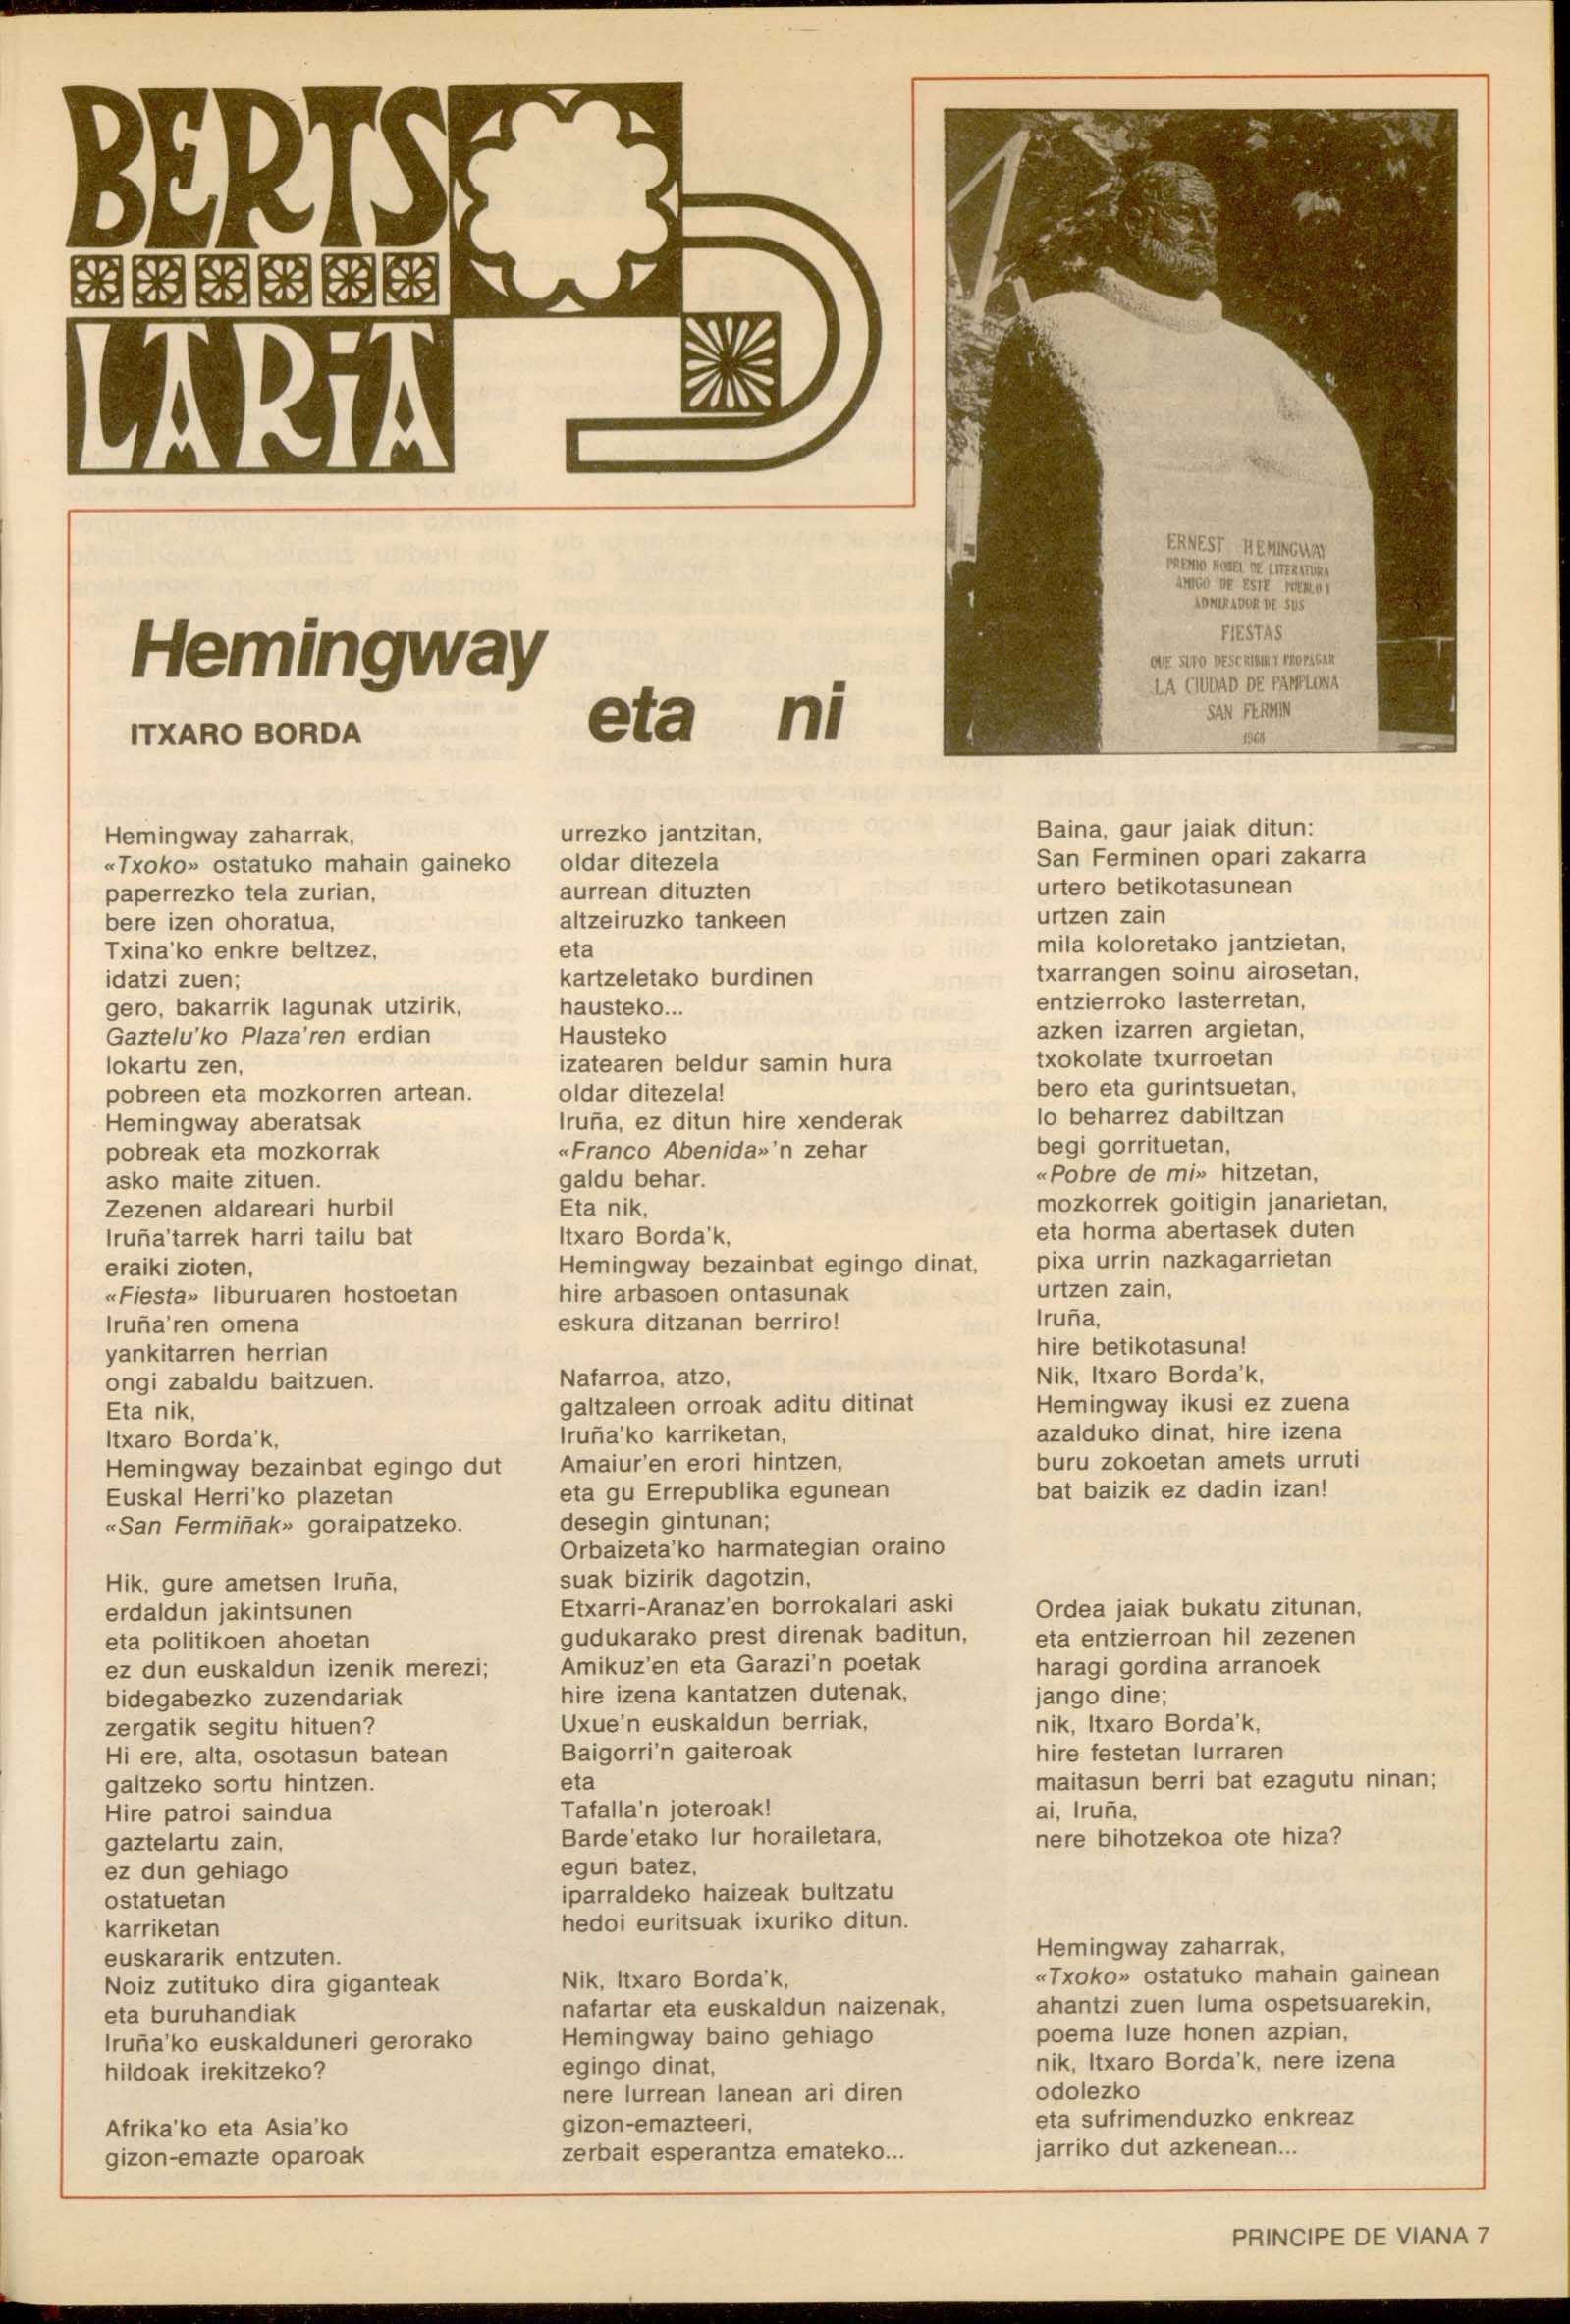 BERTSO
LARIA
ERNEST HEMINGWAY
PREMIO NOBEL DE LITERATURA
AMIGO DE ESTE PUEBLO Y
ADMIRADOR DE SUS
FIESTAS
QUE SUPO DESCRIBIR Y PROPAGAR
LA CIUDAD DE PAMPLONA
SAN FERMIN
1968
Hemingway
eta ni
ITXARO BORDA
Hemingway zaharrak,
«Txoko» ostatuko mahain gaineko
paperrezko tela zurian,
bere izen ohoratua,
Txina'ko enkre beltzez,
idatzi zuen;
gero, bakarrik lagunak utzirik,
Gaztelu'ko Plaza'ren erdian
lokartu zen,
pobreen eta mozkorren artean.
Hemingway aberatsak
pobreak eta mozkorrak
asko maite zituen.
Zezenen aldareari hurbil
Iruña'tarrek harri tailu bat
eraiki zioten,
«Fiesta» liburuaren hostoetan
Iruña'ren omena
yankitarren herrian
ongi zabaldu baitzuen.
Eta nik,
Itxaro Borda'k,
Hemingway bezainbat egingo dut
Euskal Herri'ko plazetan
«San Fermiñak» goraipatzeko.
Hik, gure ametsen Iruña,
erdaldun jakintsunen
eta politikoen ahoetan
ez dun euskaldun izenik merezi;
bidegabezko zuzendariak
zergatik segitu hituen?
Hi ere, alta, osotasun batean
galtzeko sortu hintzen.
Hire patroi saindua
gaztelartu zain,
ez dun gehiago
ostatuetan
karriketan
euskararik entzuten.
Noiz zutituko dira giganteak
eta buruhandiak
Iruña'ko euskalduneri gerorako
hildoak irekitzeko?
Afrika'ko eta Asia'ko
gizon-emazte oparoak
urrezko jantzitan,
oldar ditezela
aurrean dituzten
altzeiruzko tankeen
eta
kartzeletako burdinen
hausteko...
Hausteko
izatearen beldur samin hura
oldar ditezela!
Iruña, ez ditun hire xenderak
«Franco Abenida»'n zehar
galdu behar.
Eta nik,
Itxaro Borda'k,
Hemingway bezainbat egingo dinat,
hire arbasoen ontasunak
eskura ditzanan berriro!
Nafarroa, atzo,
galtzaleen orroak aditu ditinat
Iruña'ko karriketan,
Amaiur'en erori hintzen,
eta gu Errepublika egunean
desegin gintunan;
Orbaizeta'ko harmategian oraino
suak bizirik dagotzin,
Etxarri-Aranaz'en borrokalari aski
gudukarako prest direnak baditun,
Amikuz'en eta Garazi'n poetak
hire izena kantatzen dutenak,
Uxue'n euskaldun berriak,
Baigorri'n gaiteroak
eta
Tafalla'n joteroak!
Barde'etako lur horailetara,
egun batez,
iparraldeko haizeak bultzatu
hedoi euritsuak ixuriko ditun.
Nik, Itxaro Borda'k,
nafartar eta euskaldun naizenak,
Hemingway baino gehiago
egingo dinat,
nere lurrean lanean ari diren
gizon-emazteeri,
zerbait esperantza emateko...
Baina, gaur jaiak ditun:
San Ferminen opari zakarra
urtero betikotasunean
urtzen zain
mila koloretako jantzietan,
txarrangen soinu airosetan,
entzierroko lasterretan,
azken izarren argietan,
txokolate txurroetan
bero eta gurintsuetan,
lo beharrez dabiltzan
begi gorrituetan,
«Pobre de mi» hitzetan,
mozkorrek goitigin janarietan,
eta horma abertasek duten
pixa urrin nazkagarrietan
urtzen zain,
Iruña,
hire betikotasuna!
Nik, Itxaro Borda'k,
Hemingway ikusi ez zuena
azalduko dinat, hire izena
buru zokoetan amets urruti
bat baizik ez dadin izan!
Ordea jaiak bukatu zitunan,
eta entzierroan hil zezenen
haragi gordina arranoek
jango dine;
nik, Itxaro Borda'k,
hire festetan lurraren
maitasun berri bat ezagutu ninan;
ai, Iruña,
nere bihotzekoa ote hiza?
Hemingway zaharrak,
«Txoko» ostatuko mahain gainean
ahantzi zuen luma ospetsuarekin,
poema luze honen azpian,
nik, Itxaro Borda'k, nere izena
odolezko
eta sufrimenduzko enkreaz
jarriko dut azkenean...
PRINCIPE DE VIANA 7